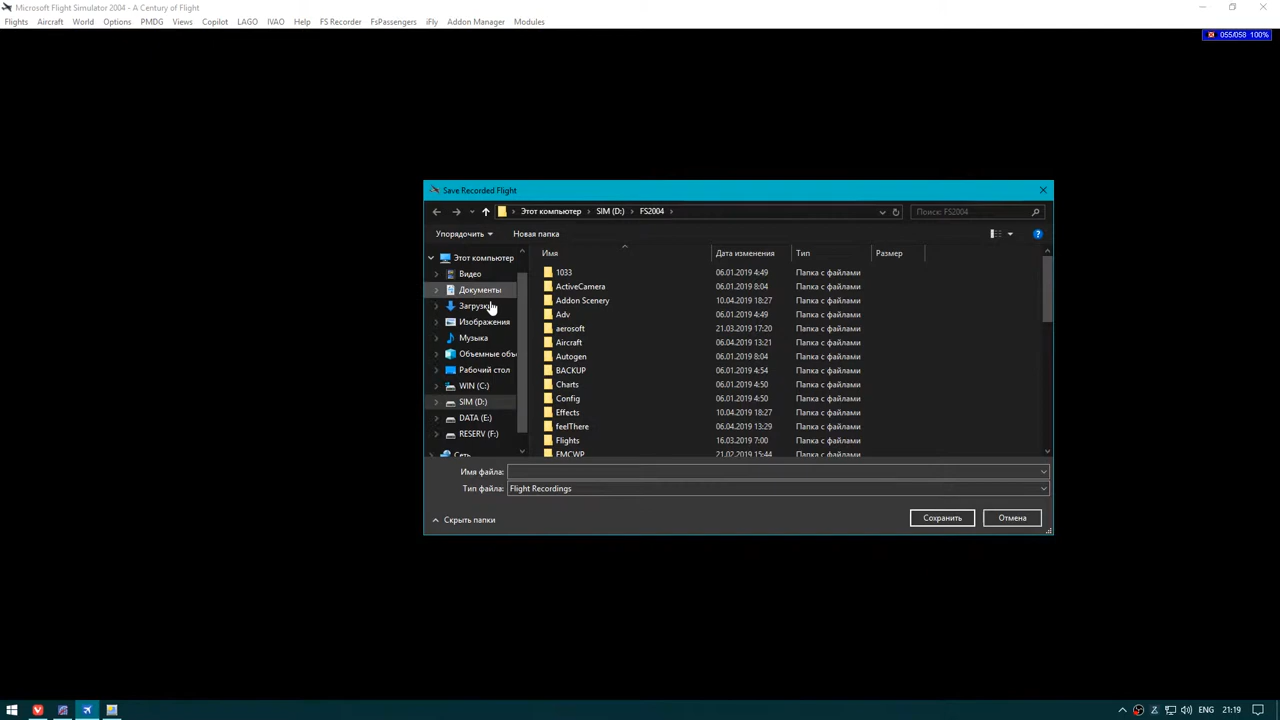 Microsoft Flight Simulator 2004 - A Century of Flight
Flights Aircraft World Options PMDG Views Copilot LAGO IVAO Help FS Recorder FsPassengers iFly Addon Manager Modules
055/058 100%
Save Recorded Flight
Этот компьютер SIM (D:) FS2004
Поиск: FS2004
Упорядочить Новая папка
Имя Дата изменения Тип Размер
Этот компьютер
Видео
Документы
Загрузки
Изображения
Музыка
Объемные объ
Рабочий стол
WIN (C:)
SIM (D:)
DATA (E:)
RESERV (F:)
Сеть
1033 06.01.2019 4:49 Папка с файлами
ActiveCamera 06.01.2019 8:04 Папка с файлами
Addon Scenery 10.04.2019 18:27 Папка с файлами
Adv 06.01.2019 4:49 Папка с файлами
aerosoft 21.03.2019 17:20 Папка с файлами
Aircraft 06.04.2019 13:21 Папка с файлами
Autogen 06.01.2019 8:04 Папка с файлами
BACKUP 06.01.2019 4:54 Папка с файлами
Charts 06.01.2019 4:50 Папка с файлами
Config 06.01.2019 4:50 Папка с файлами
Effects 10.04.2019 18:27 Папка с файлами
feelThere 06.04.2019 13:29 Папка с файлами
Flights 16.03.2019 7:00 Папка с файлами
FMCWP 21.02.2019 15:44 Папка с файлами
Имя файла:
Тип файла: Flight Recordings
Скрыть папки
Сохранить Отмена
ENG 21:19